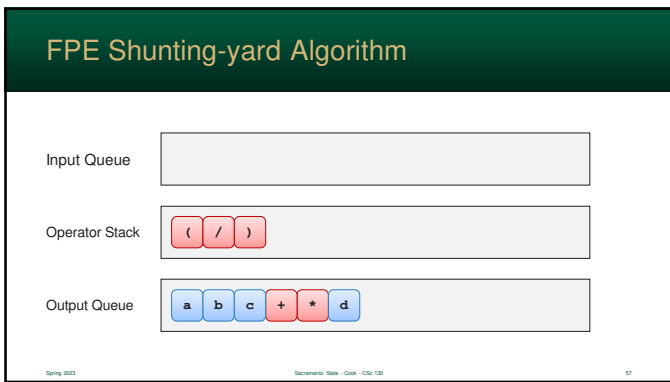 FPE Shunting-yard Algorithm
Input Queue
Operator Stack ( / )
Output Queue a b c + * d
Spring 2023 Sacramento State - Cook - CSc 130 57